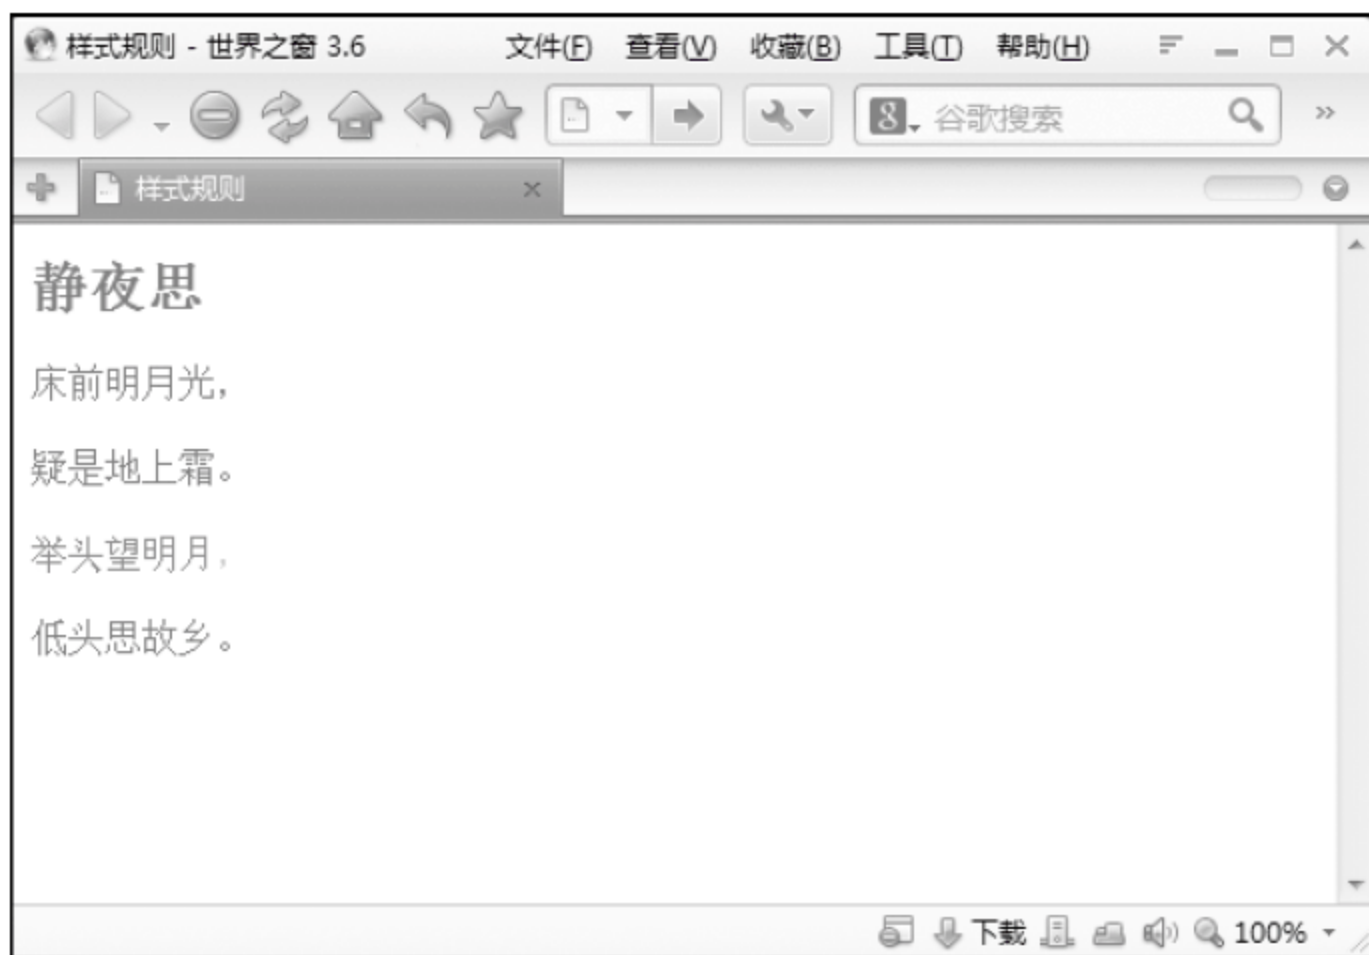 样式规则 - 世界之窗 3.6 文件(F) 查看(V) 收藏(B) 工具(T) 帮助(H)
8 谷歌搜索 »
样式规则
静夜思
床前明月光，
疑是地上霜。
举头望明月，
低头思故乡。
下载 100%